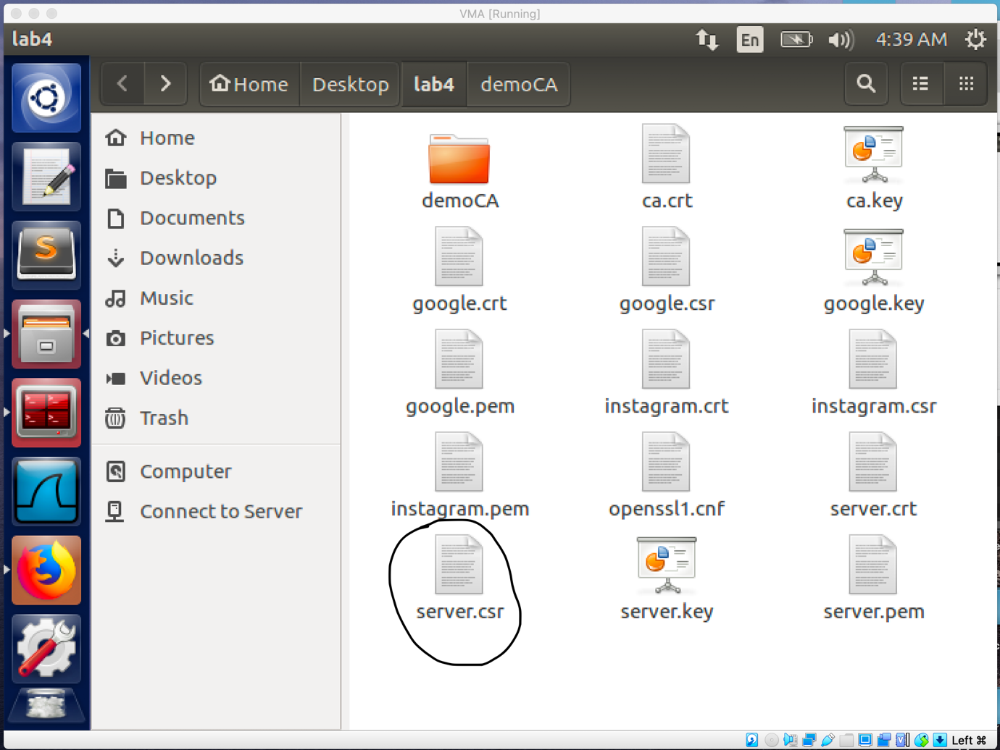 VMA [Running]
lab4
En
4:39 AM
Home
Desktop
lab4
demoCA
Home
Desktop
Documents
Downloads
Music
Pictures
Videos
Trash
Computer
Connect to Server
demoCA
ca.crt
ca.key
google.crt
google.csr
google.key
google.pem
instagram.crt
instagram.csr
instagram.pem
openssl1.cnf
server.crt
server.csr
server.key
server.pem
Left ⌘